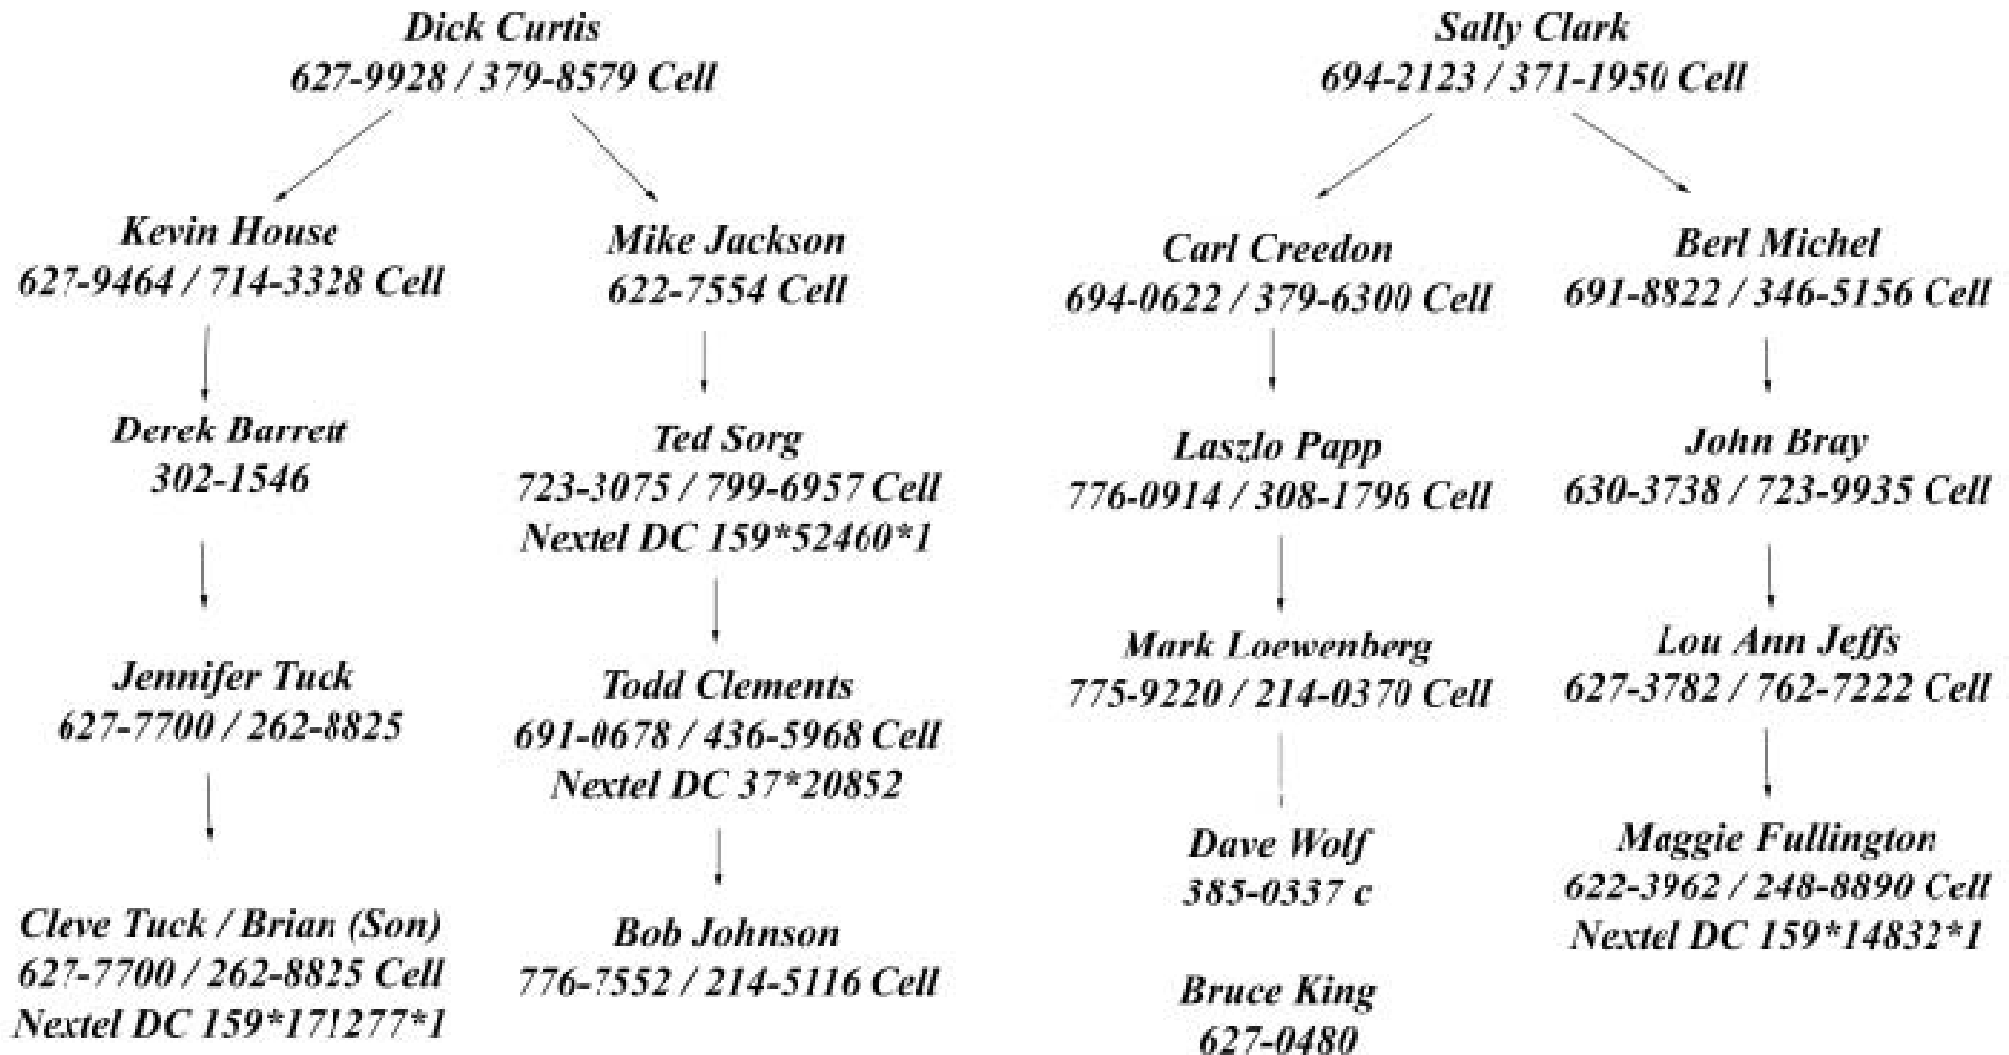 Dick Curtis
627-9928 / 379-8579 Cell
Kevin House
627-9464 / 714-3328 Cell
Derek Barrett
302-1546
Jennifer Tuck
627-7700 / 262-8825
Cleve Tuck / Brian (Son)
627-7700 / 262-8825 Cell
Nextel DC
Mike Jackson
622-7554 Cell
Ted Sorg
723-3075 / 799-6957 Cell
Nextel DC 159*52460*1
Todd Clements
691-0678 / 436-5968 Cell
Nextel DC 37*20852
Bob Johnson
776-7552 / 214-5116 Cell
Sally Clark
694-2123 / 371-1950 Cell
Carl Creedon
694-0622 / 379-6300 Cell
Laszlo Papp
776-0914 / 308-1796 Cell
Mark Loewenberg
775-9220 / 214-0370 Cell
Dave Wolf
385-0337 c
Bruce King
627-0480
Berl Michel
691-8822 / 346-5156 Cell
John Bray
630-3738 / 723-9935 Cell
Lou Ann Jeffs
627-3782 / 762-7222 Cell
Maggie Fullington
622-3962 / 248-8890 Cell
Nextel DC 159*14832*1